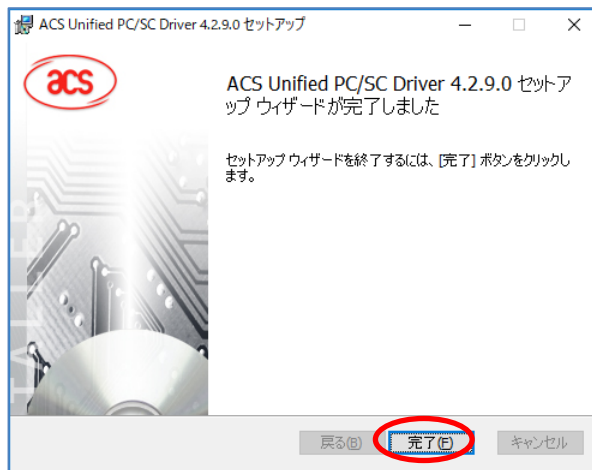 ACS Unified PC/SC Driver 4.2.9.0 セットアップ
acs
ACS Unified PC/SC Driver 4.2.9.0 セットア
ップ ウィザードが完了しました
セットアップ ウィザードを終了するには、[完了] ボタンをクリックし
ます。
TALLER
戻る(B)
完了(F)
キャンセル